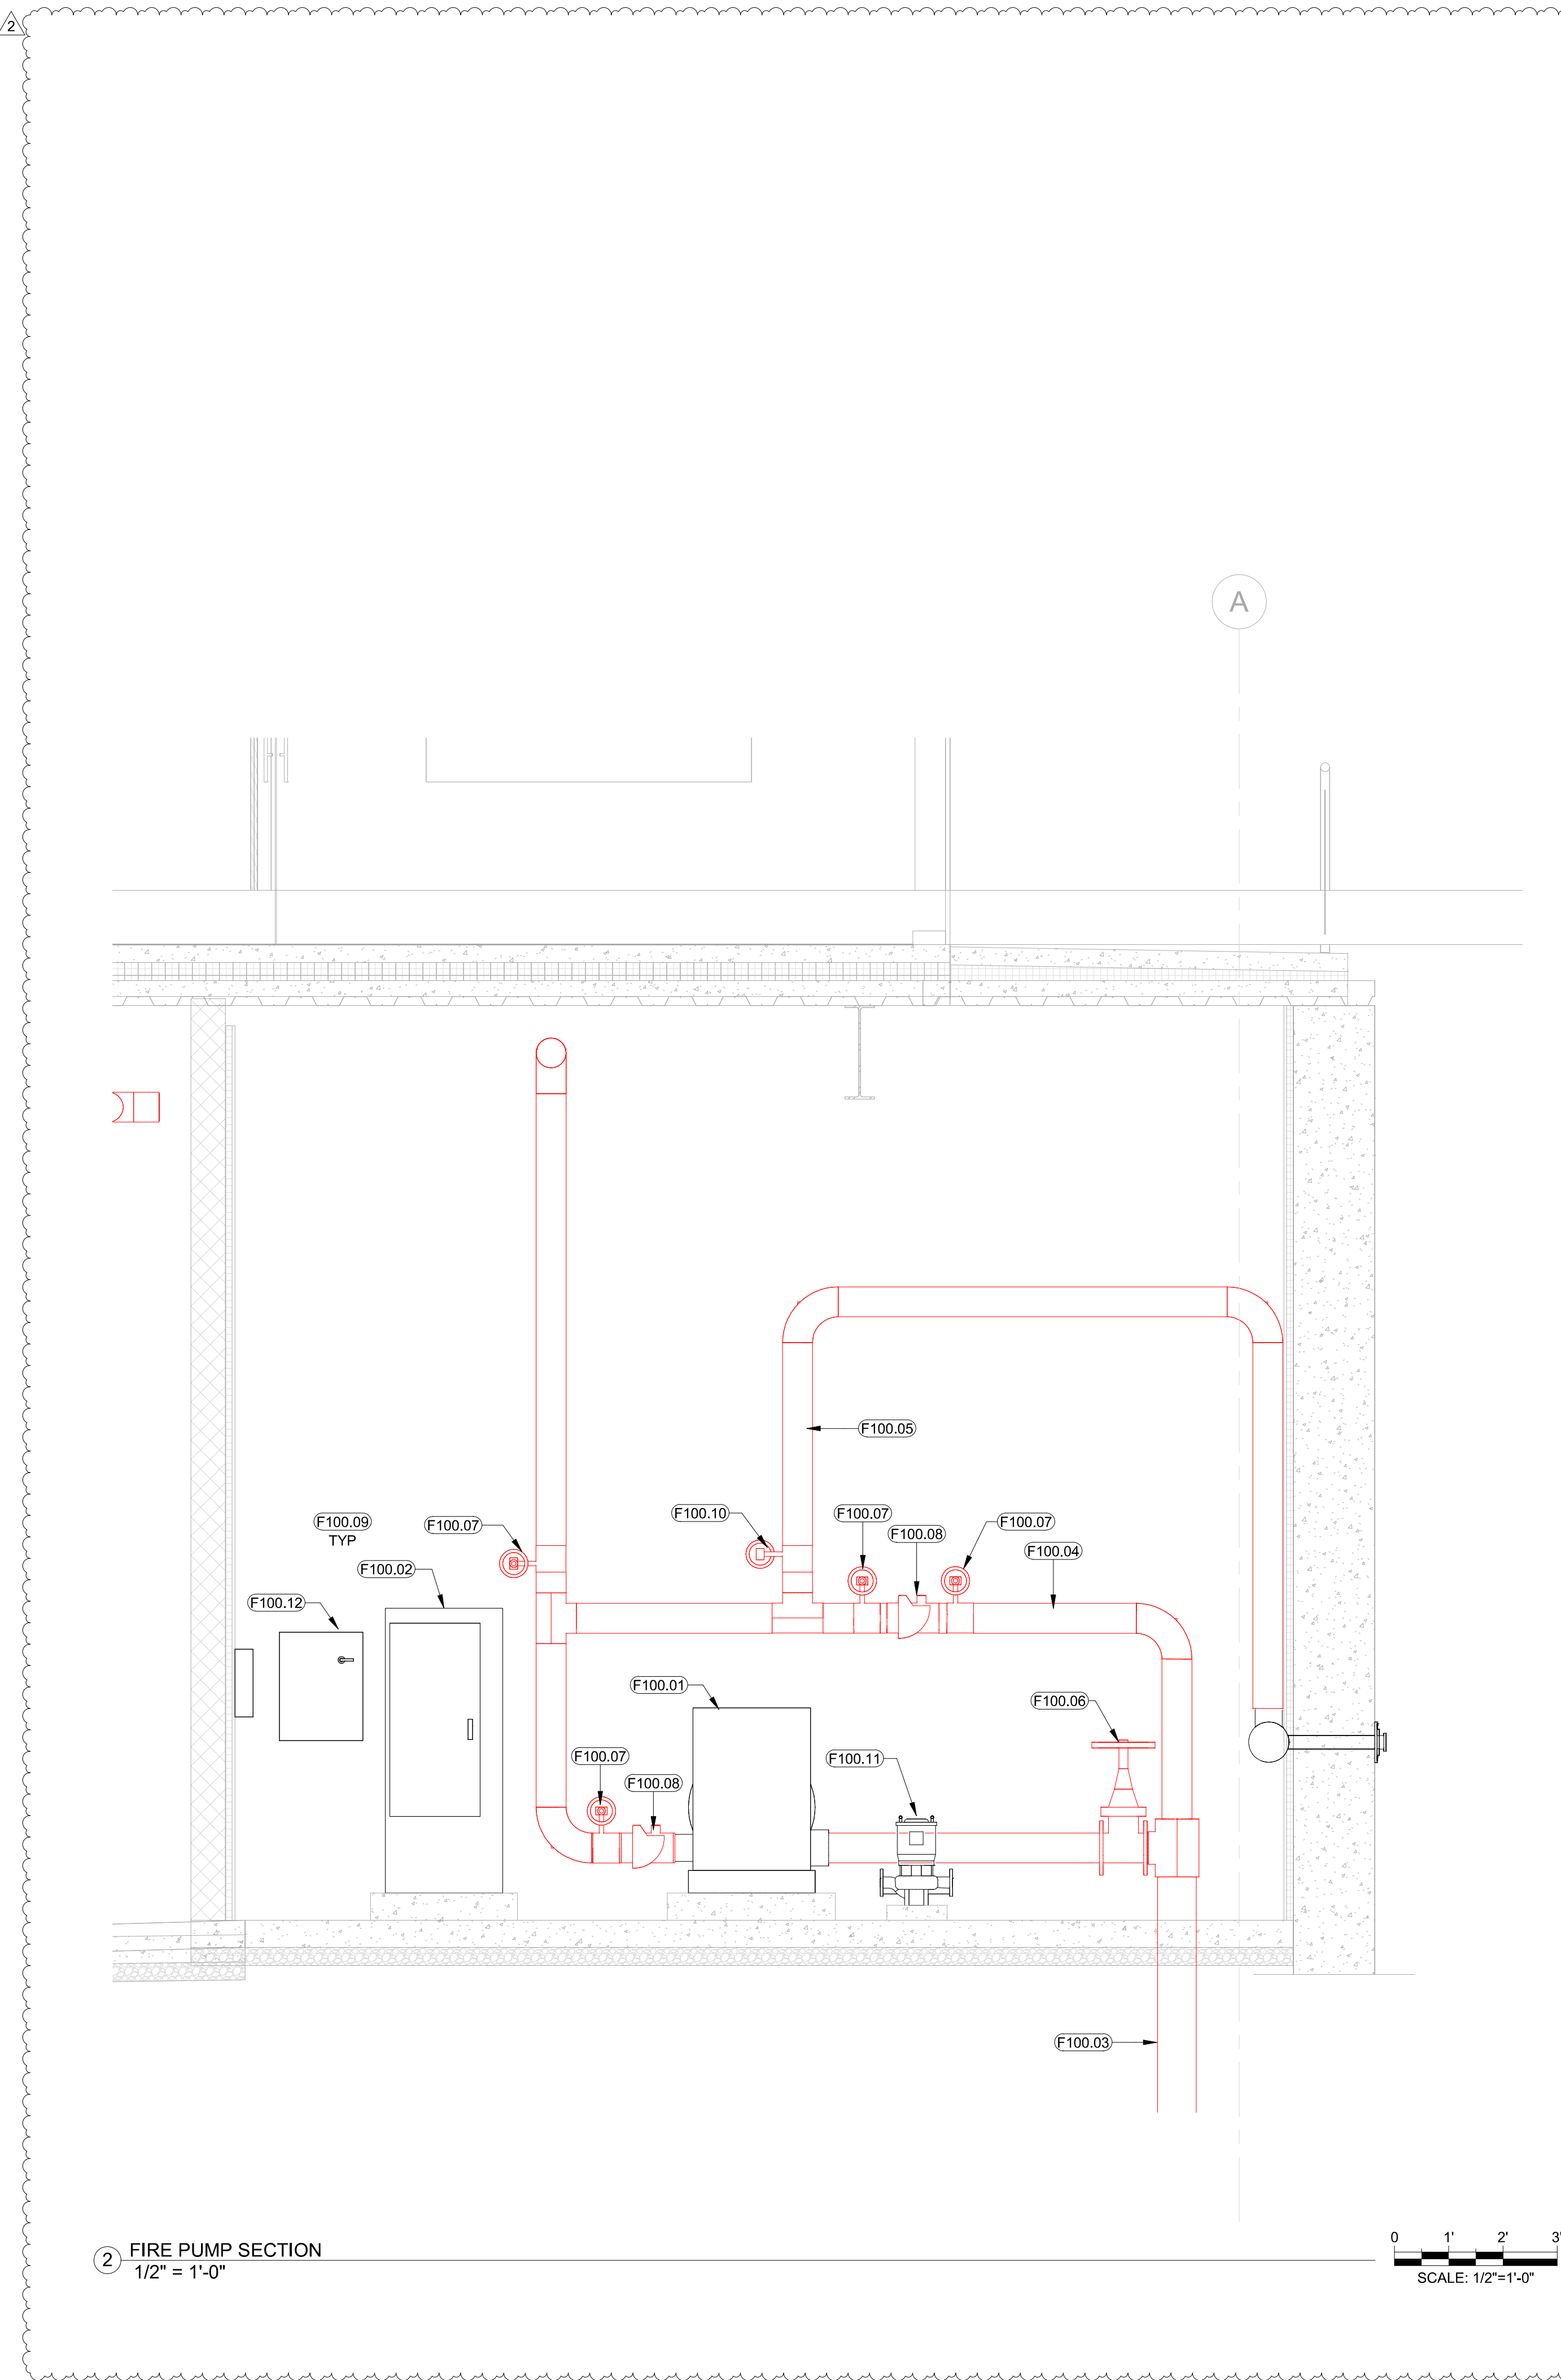 2
A
F100.05
F100.10
F100.07
F100.09
TYP
F100.07
F100.07
F100.08
F100.04
F100.02
F100.12
F100.01
F100.06
F100.07
F100.11
F100.08
F100.03
2
FIRE PUMP SECTION
1/2" = 1'-0"
0 1' 2' 3'
SCALE: 1/2"=1'-0"